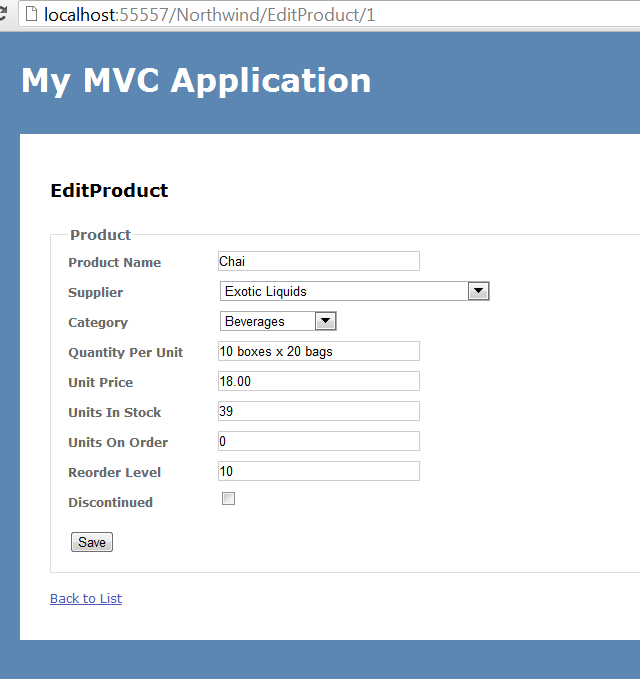 localhost:55557/Northwind/EditProduct/1
My MVC Application
EditProduct
Product
Product Name Chai
Supplier Exotic Liquids
Category Beverages
Quantity Per Unit 10 boxes x 20 bags
Unit Price 18.00
Units In Stock 39
Units On Order 0
Reorder Level 10
Discontinued
Save
Back to List